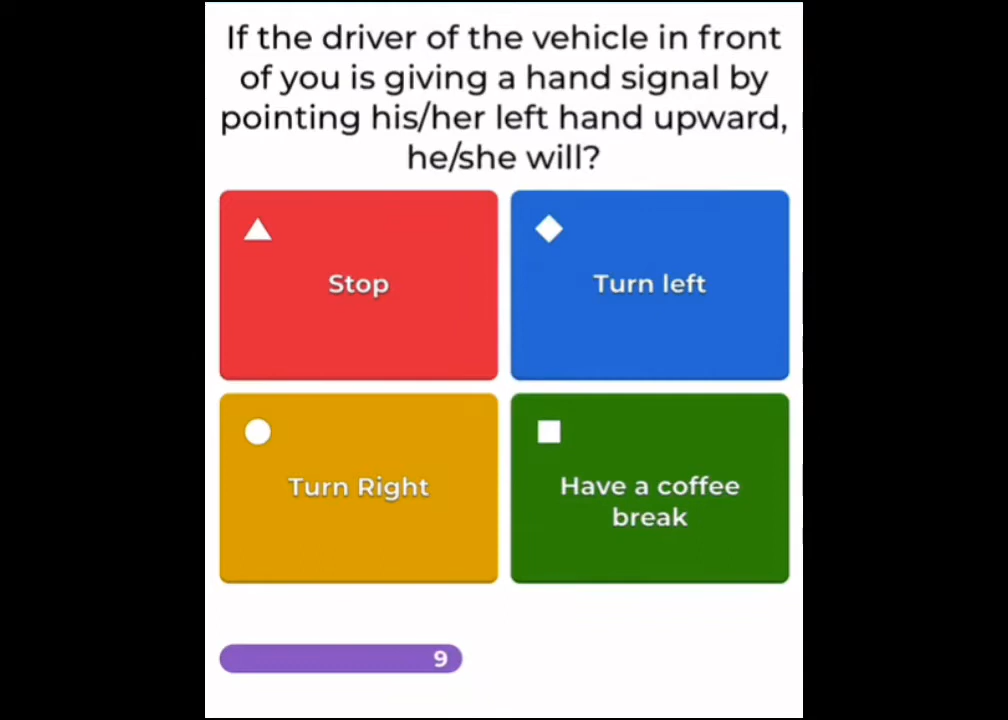 If the driver of the vehicle in front
of you is giving a hand signal by
pointing his/her left hand upward,
he/she will?
Stop
Turn left
Turn Right
Have a coffee
break
9